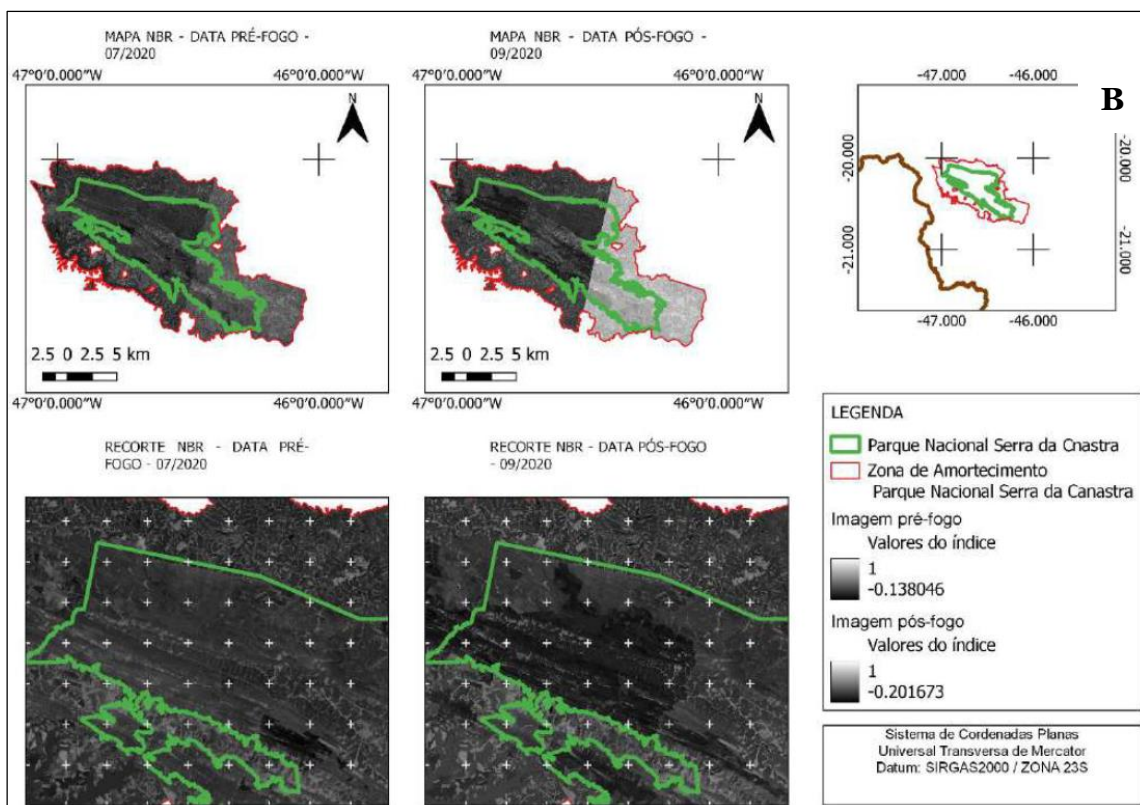 MAPA NBR - DATA PRÉ-FOGO -
07/2020
47°0'0.000"W
46°0'0.000"W
N
2.5 0 2.5 5 km
47°0'0.000"W
46°0'0.000"W
MAPA NBR - DATA PÓS-FOGO -
09/2020
47°0'0.000"W
46°0'0.000"W
N
2.5 0 2.5 5 km
47°0'0.000"W
46°0'0.000"W
B
-47.000
-46.000
-20.000
-21.000
-20.000
-21.000
-47.000
-46.000
RECORTE NBR - DATA PRÉ-
FOGO - 07/2020
RECORTE NBR - DATA PÓS-FOGO
- 09/2020
LEGENDA
Parque Nacional Serra da Cnastra
Zona de Amortecimento
Parque Nacional Serra da Canastra
Imagem pré-fogo
Valores do índice
1
-0.138046
Imagem pós-fogo
Valores do índice
1
-0.201673
Sistema de Cordenadas Planas
Universal Transversa de Mercator
Datum: SIRGAS2000 / ZONA 23S